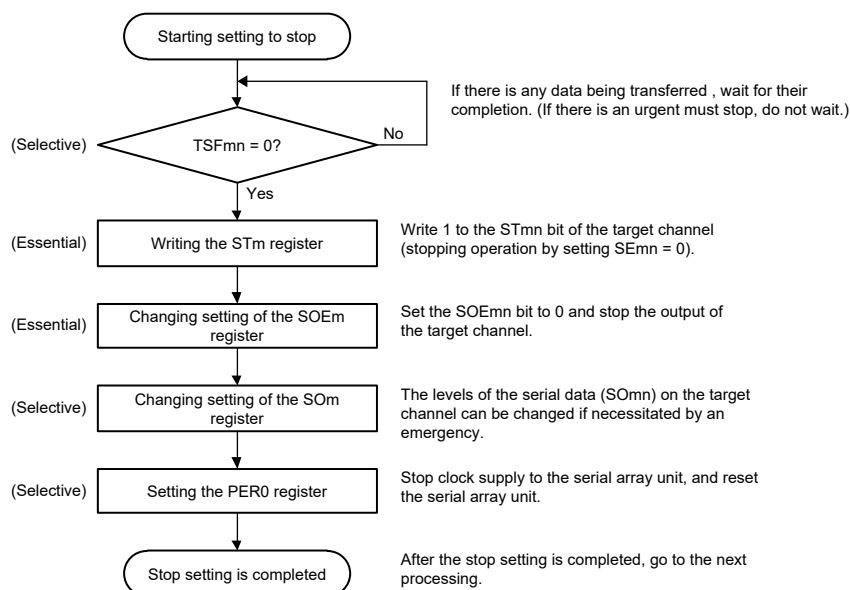 Starting setting to stop
If there is any data being transferred , wait for their
completion. (If there is an urgent must stop, do not wait.)
(Selective)
TSFmn = 0?
No
Yes
(Essential)
Writing the STm register
Write 1 to the STmn bit of the target channel
(stopping operation by setting SEmn = 0).
(Essential)
Changing setting of the SOEm
register
Set the SOEmn bit to 0 and stop the output of
the target channel.
(Selective)
Changing setting of the SOm
register
The levels of the serial data (SOmn) on the target
channel can be changed if necessitated by an
emergency.
(Selective)
Setting the PER0 register
Stop clock supply to the serial array unit, and reset
the serial array unit.
Stop setting is completed
After the stop setting is completed, go to the next
processing.